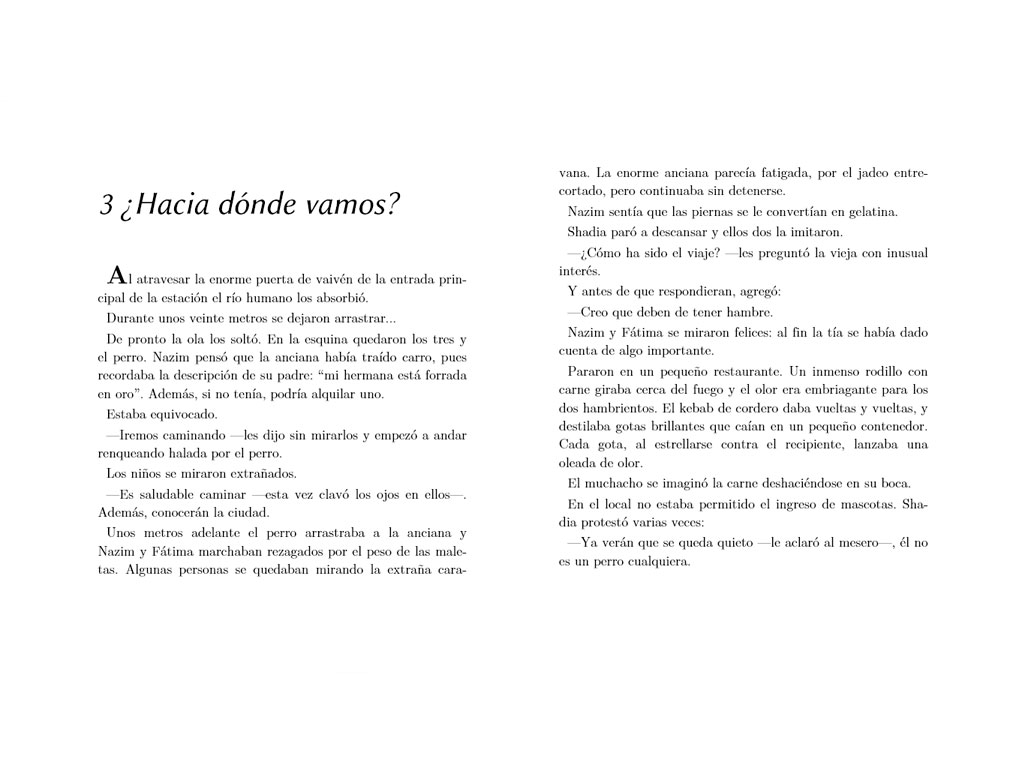 3 ¿Hacia dónde vamos?
Al atravesar la enorme puerta de vaivén de la entrada prin-
cipal de la estación el río humano los absorbió.
Durante unos veinte metros se dejaron arrastrar...
De pronto la ola los soltó. En la esquina quedaron los tres y
el perro. Nazim pensó que la anciana había traído carro, pues
recordaba la descripción de su padre: “mi hermana está forrada
en oro”. Además, si no tenía, podría alquilar uno.
Estaba equivocado.
—Iremos caminando —les dijo sin mirarlos y empezó a andar
renqueando halada por el perro.
Los niños se miraron extrañados.
—Es saludable caminar —esta vez clavó los ojos en ellos—.
Además, conocerán la ciudad.
Unos metros adelante el perro arrastraba a la anciana y
Nazim y Fátima marchaban rezagados por el peso de las male-
tas. Algunas personas se quedaban mirando la extraña cara-
vana. La enorme anciana parecía fatigada, por el jadeo entre-
cortado, pero continuaba sin detenerse.
Nazim sentía que las piernas se le convertían en gelatina.
Shadia paró a descansar y ellos dos la imitaron.
—¿Cómo ha sido el viaje? —les preguntó la vieja con inusual
interés.
Y antes de que respondieran, agregó:
—Creo que deben de tener hambre.
Nazim y Fátima se miraron felices: al fin la tía se había dado
cuenta de algo importante.
Pararon en un pequeño restaurante. Un inmenso rodillo con
carne giraba cerca del fuego y el olor era embriagante para los
dos hambrientos. El kebab de cordero daba vueltas y vueltas, y
destilaba gotas brillantes que caían en un pequeño contenedor.
Cada gota, al estrellarse contra el recipiente, lanzaba una
oleada de olor.
El muchacho se imaginó la carne deshaciéndose en su boca.
En el local no estaba permitido el ingreso de mascotas. Sha-
dia protestó varias veces:
—Ya verán que se queda quieto —le aclaró al mesero—, él no
es un perro cualquiera.